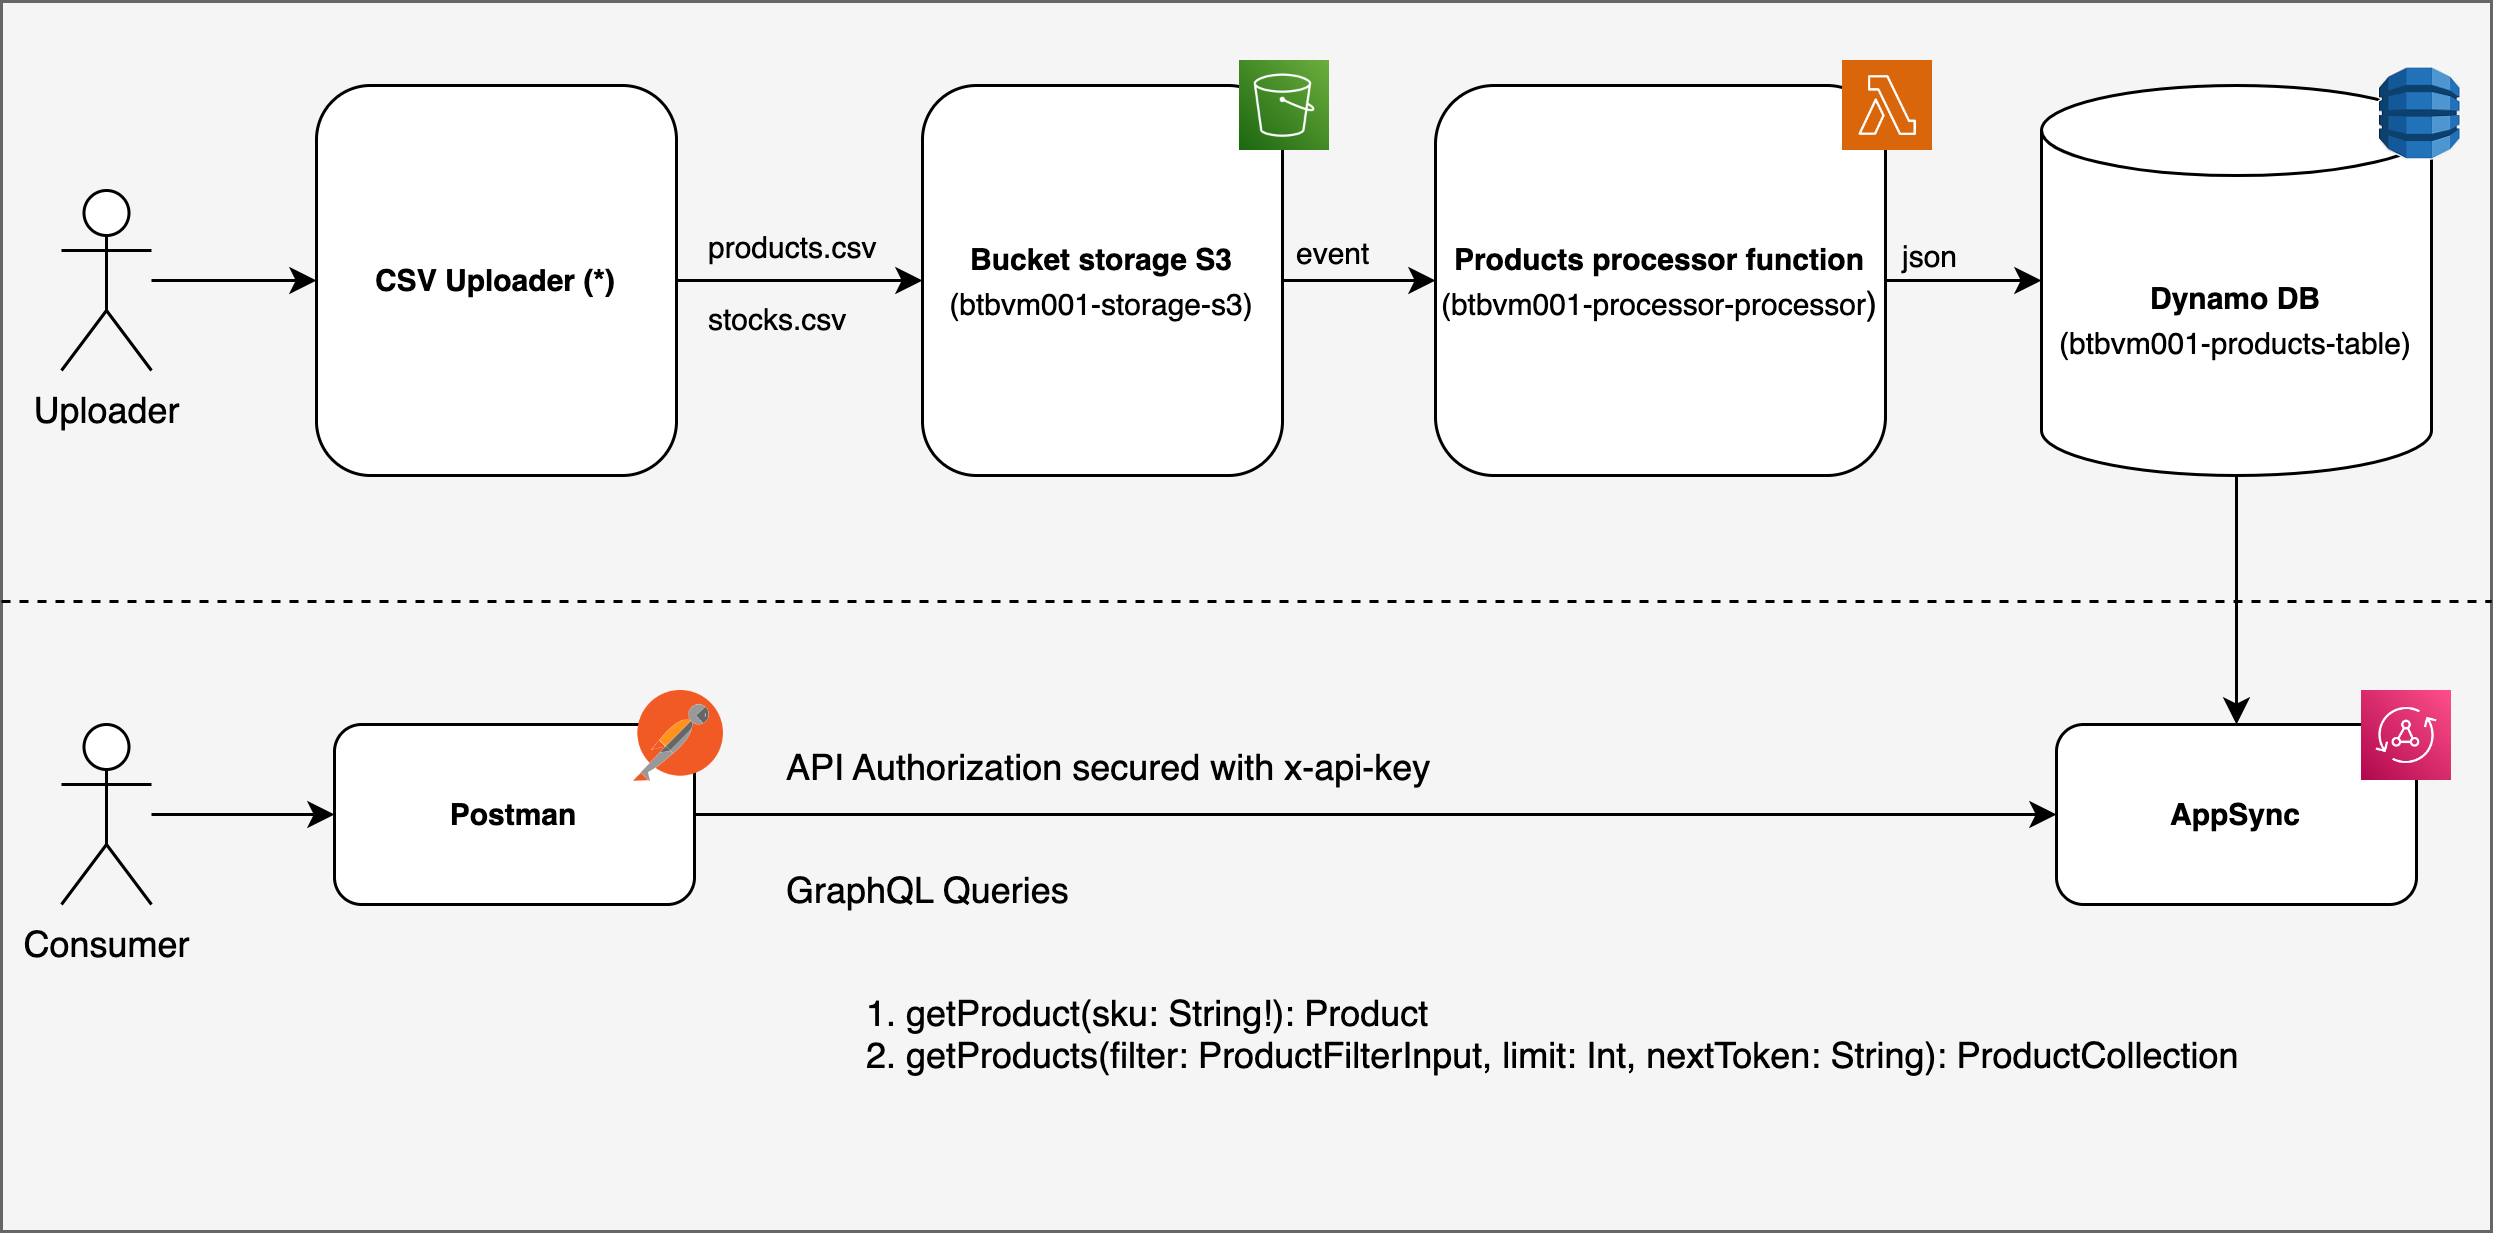 Uploader
CSV Uploader (*)
products.csv
stocks.csv
Bucket storage S3
(btbvm001-storage-s3)
event
Products processor function
(btbvm001-processor-processor)
json
Dynamo DB
(btbvm001-products-table)
Consumer
Postman
API Authorization secured with x-api-key
GraphQL Queries
AppSync
1. getProduct(sku: String!): Product
2. getProducts(filter: ProductFilterInput, limit: Int, nextToken: String): ProductCollection